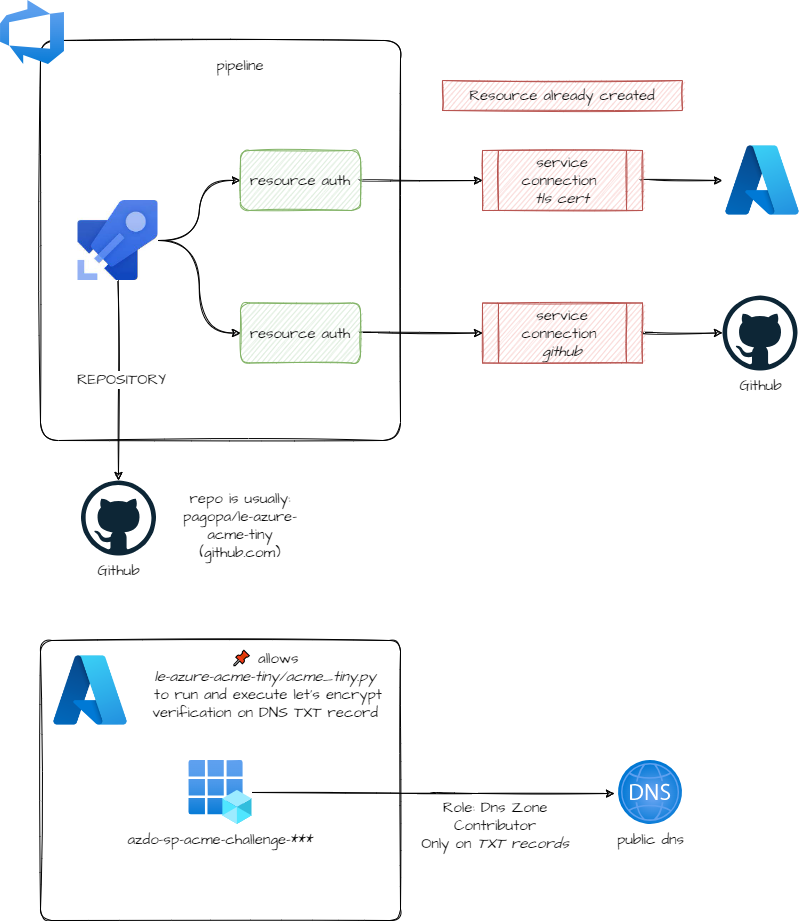 pipeline
Resource already created
resource auth
service
connection
tls cert
resource auth
service
connection
github
Github
REPOSITORY
repo is usually:
pagopa/le-azure-
acme-tiny
(github.com)
Github
📌 allows
le-azure-acme-tiny/acme_tiny.py
to run and execute let's encrypt
verification on DNS TXT record
DNS
Role: Dns Zone
Contributor
Only on TXT records
azdo-sp-acme-challenge-***
public dns